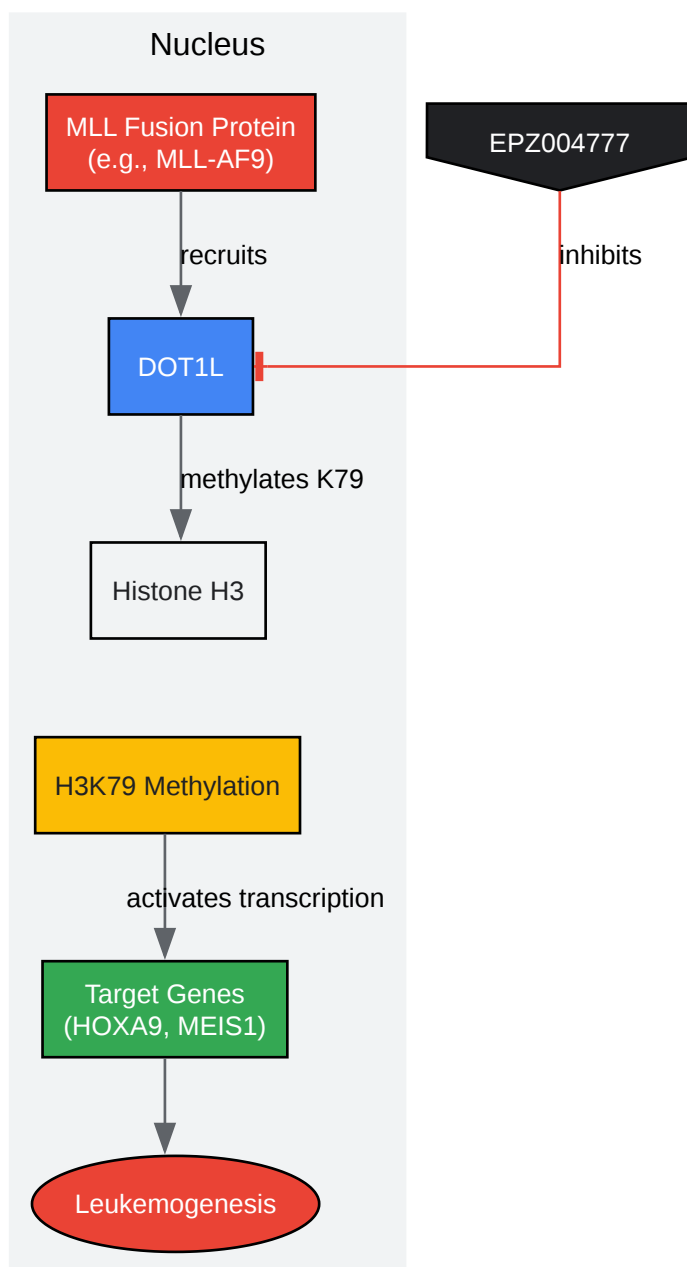 Nucleus
MLL Fusion Protein
(e.g., MLL-AF9)
EPZ004777
recruits
inhibits
DOT1L
methylates K79
Histone H3
H3K79 Methylation
activates transcription
Target Genes
(HOXA9, MEIS1)
Leukemogenesis